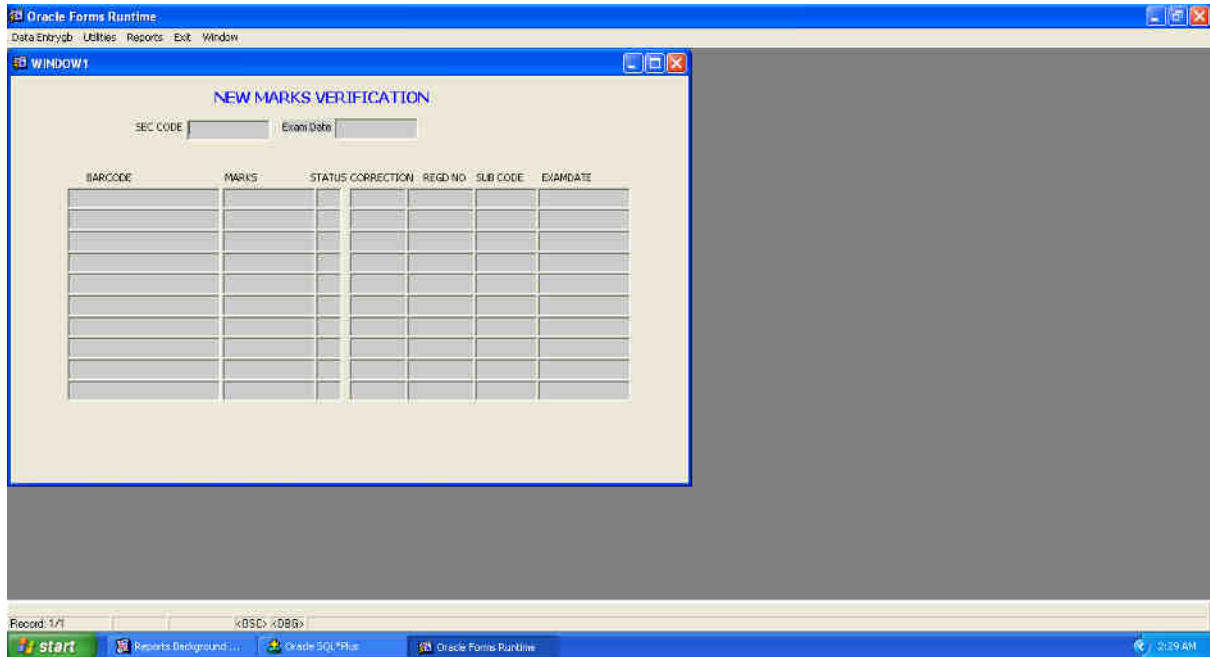 Oracle Forms Runtime
Data Entrygb Utilities Reports Exit Window
WINDOW1
NEW MARKS VERIFICATION
SEC CODE Exam Date
BARCODE MARKS STATUS CORRECTION REGD NO SUB CODE EXAMDATE
Record: 1/1 <OSC> <DBG>
start Reports Background ... Oracle SQL*Plus Oracle Forms Runtime 2:29 AM